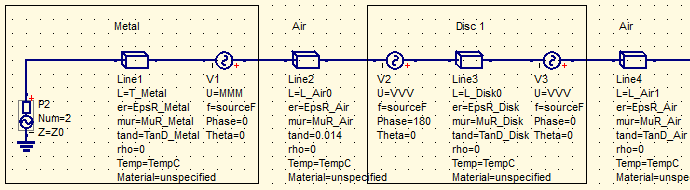 Metal
Air
Disc 1
Air
P2
Num=2
Z=Z0
Line1
L=T_Metal
er=EpsR_Metal
mur=MuR_Metal
tand=TanD_Metal
rho=0
Temp=TempC
Material=unspecified
V1
U=MMM
f=sourceF
Phase=0
Theta=0
Line2
L=L_Air0
er=EpsR_Air
mur=MuR_Air
tand=0.014
rho=0
Temp=TempC
Material=unspecified
V2
U=VVV
f=sourceF
Phase=180
Theta=0
Line3
L=L_Disk0
er=EpsR_Disk
mur=MuR_Disk
tand=TanD_Disk
rho=0
Temp=TempC
Material=unspecified
V3
U=VVV
f=sourceF
Phase=0
Theta=0
Line4
L=L_Air1
er=EpsR_Air
mur=MuR_Air
tand=TanD_Air
rho=0
Temp=TempC
Material=unspecified